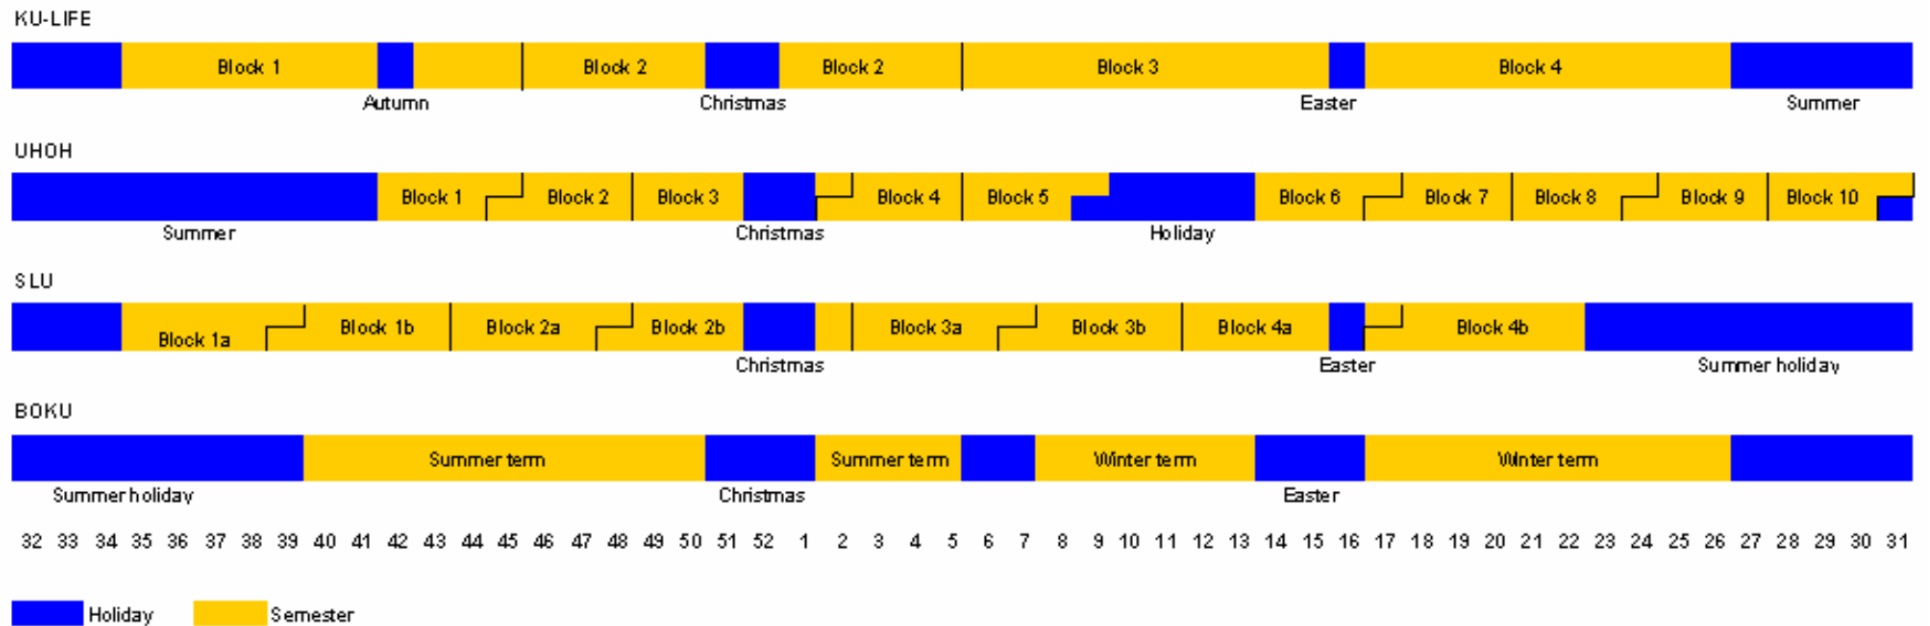 KU-LIFE
Block 1 Block 2 Block 2 Block 3 Block 4
Autumn Christmas Easter Summer
UHOH
Block 1 Block 2 Block 3 Block 4 Block 5 Block 6 Block 7 Block 8 Block 9 Block 10
Summer Christmas Holiday
SLU
Block 1a Block 1b Block 2a Block 2b Block 3a Block 3b Block 4a Block 4b
Christmas Easter Summer holiday
BOKU
Summer term Summer term Winter term Winter term
Summer holiday Christmas Easter
32 33 34 35 36 37 38 39 40 41 42 43 44 45 46 47 48 49 50 51 52 1 2 3 4 5 6 7 8 9 10 11 12 13 14 15 16 17 18 19 20 21 22 23 24 25 26 27 28 29 30 31
Holiday Semester